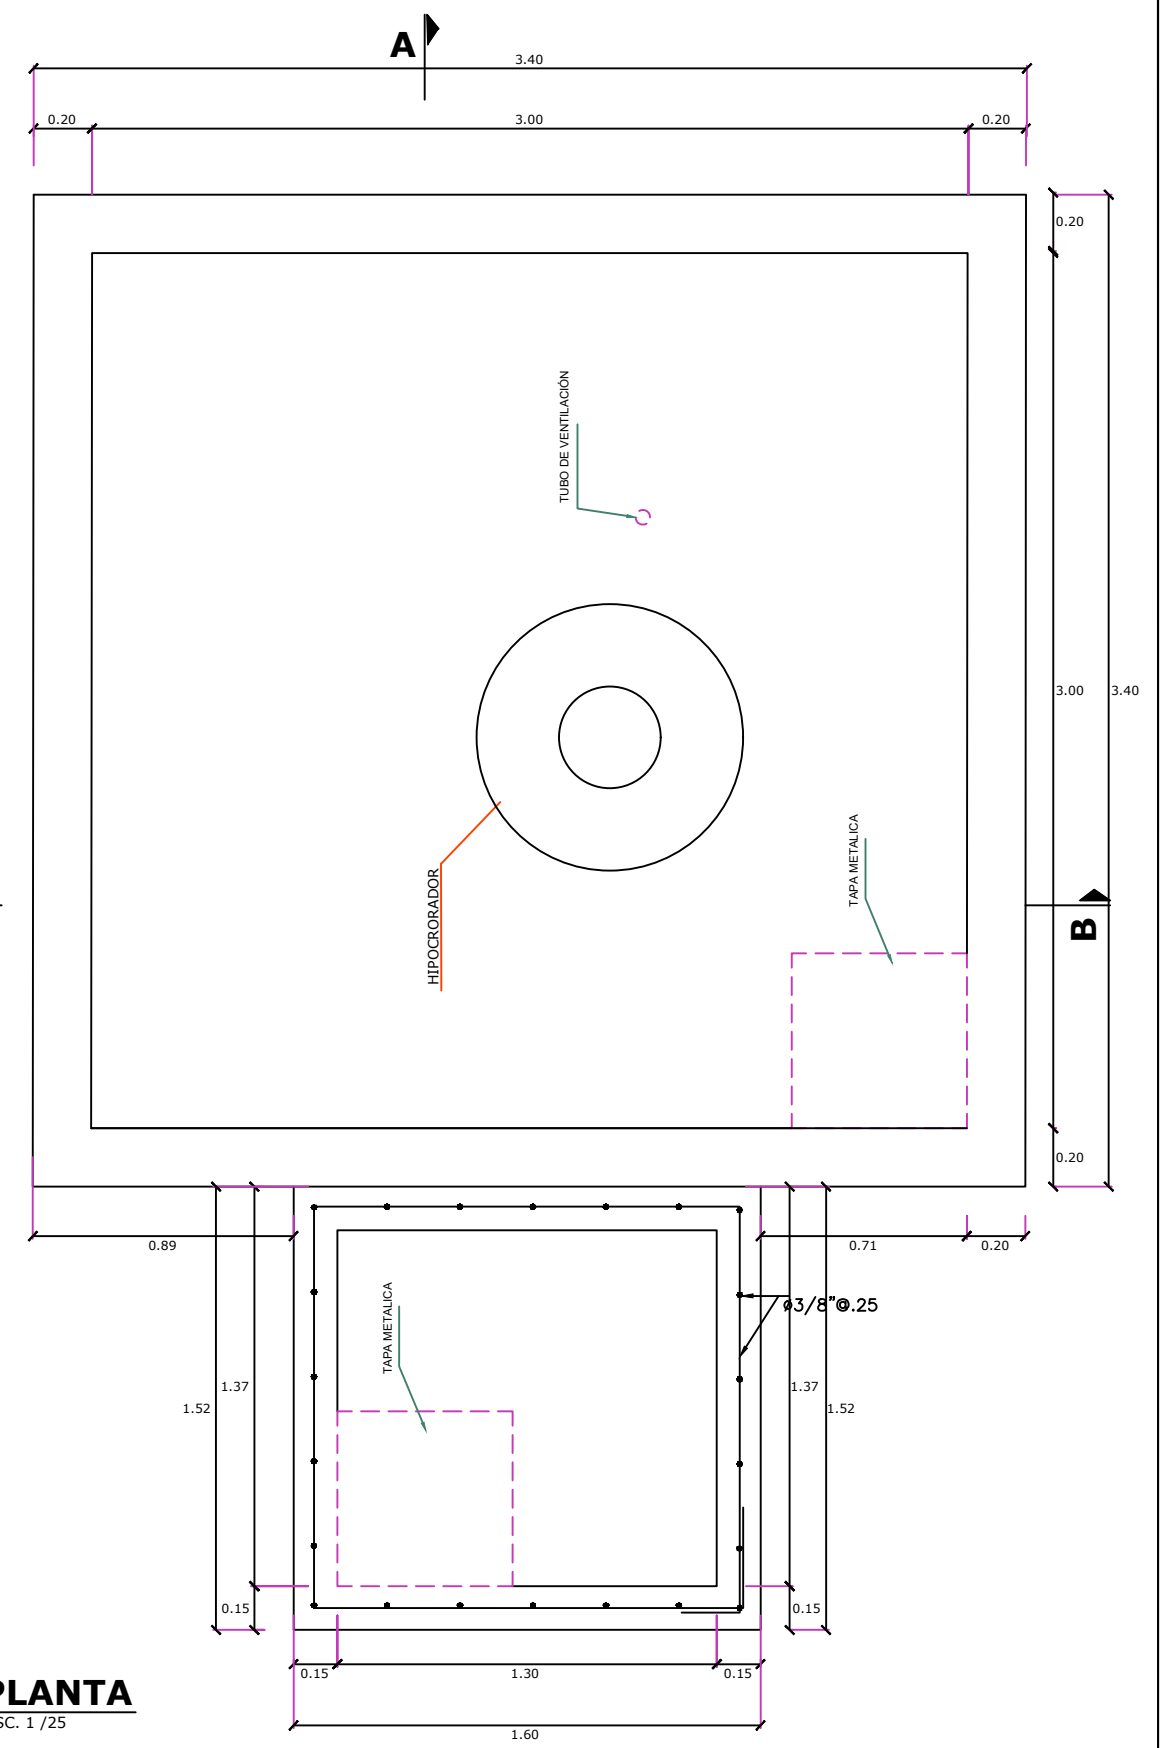 A
3.40
0.20
3.00
0.20
0.20
TUBO DE VENTILACIÓN
3.00
3.40
TAPA METALICA
HIPOCRORADOR
B
0.20
0.89
0.71
0.20
TAPA METALICA
ø3/8"@.25
1.37
1.52
1.37
1.52
0.15
0.15
0.15
1.30
0.15
PLANTA
SC. 1 /25
1.60